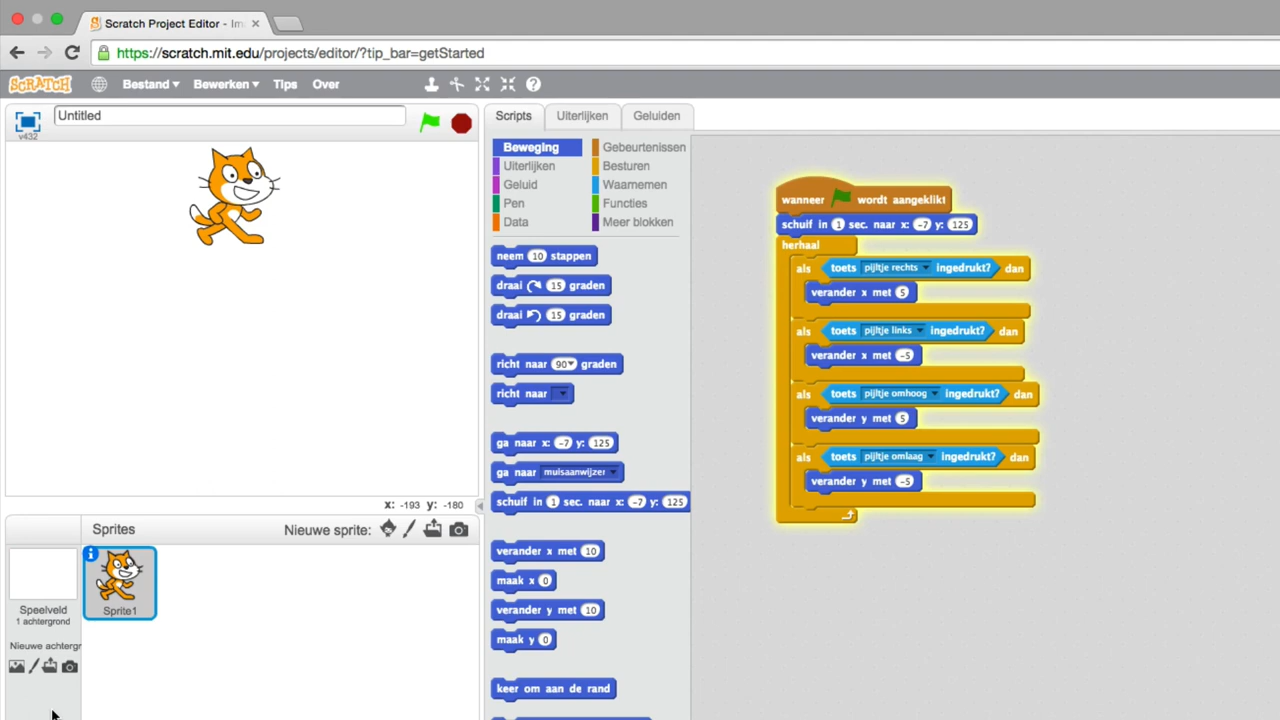 Scratch Project Editor - Im
https://scratch.mit.edu/projects/editor/?tip_bar=getStarted
SCRATCH Bestand Bewerken Tips Over
v432
Untitled
Scripts Uiterlijken Geluiden
Beweging Gebeurtenissen
Uiterlijken Besturen
Geluid Waarnemen
Pen Functies
Data Meer blokken
neem 10 stappen
draai 15 graden
draai 15 graden
richt naar 90 graden
richt naar
ga naar x: -7 y: 125
ga naar muisaanwijzer
schuif in 1 sec. naar x: -7 y: 125
verander x met 10
maak x 0
verander y met 10
maak y 0
keer om aan de rand
wanneer wordt aangeklikt
schuif in 1 sec. naar x: -7 y: 125
herhaal
als toets pijltje rechts ingedrukt? dan
verander x met 5
als toets pijltje links ingedrukt? dan
verander x met -5
als toets pijltje omhoog ingedrukt? dan
verander y met 5
als toets pijltje omlaag ingedrukt? dan
verander y met -5
x: -193 y: -180
Sprites Nieuwe sprite:
Sprite1
Speelveld
1 achtergrond
Nieuwe achtergr